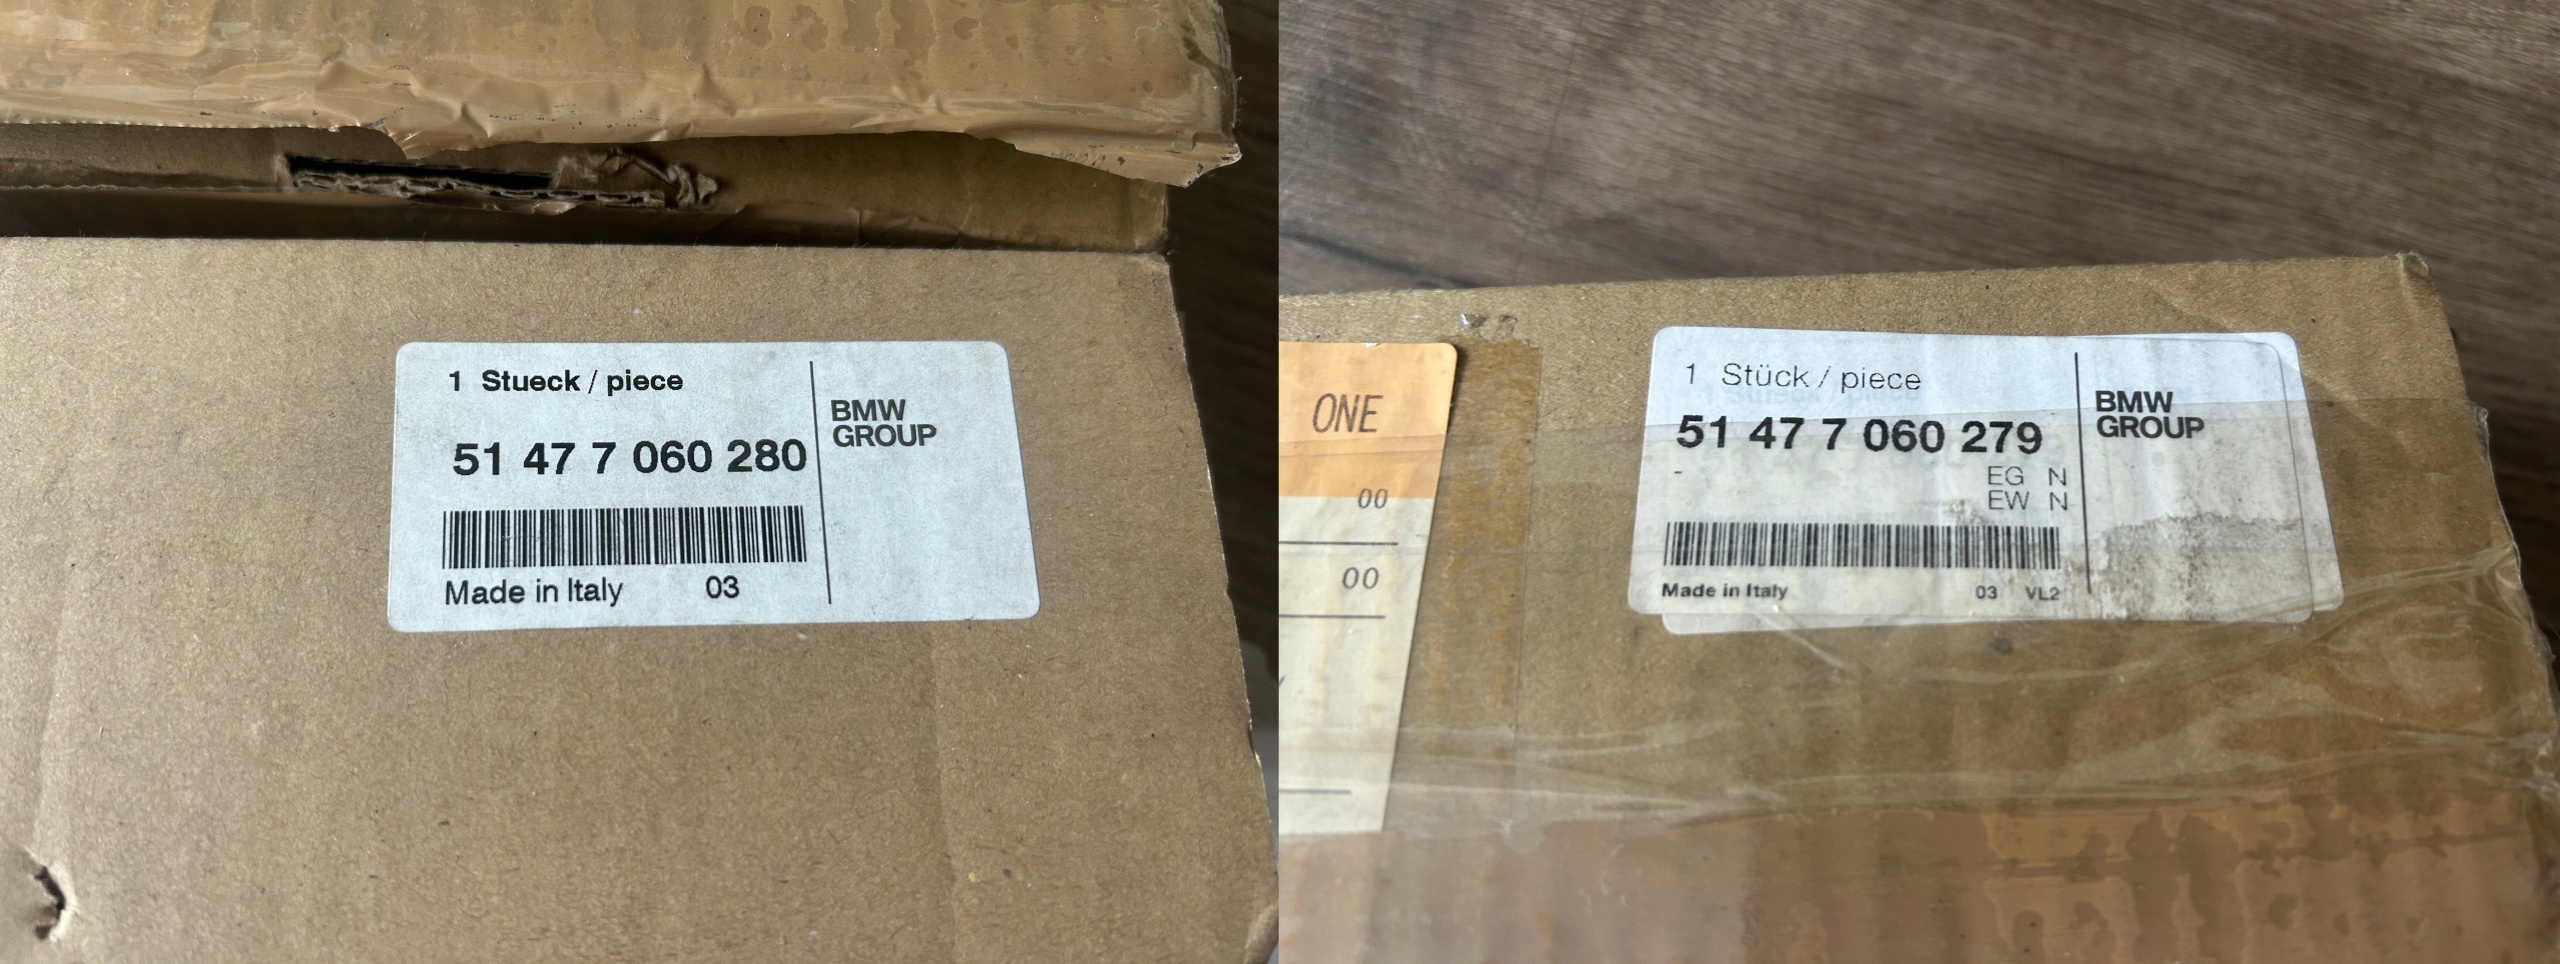 1 Stueck / piece
51 47 7 060 280
Made in Italy 03
BMW
GROUP
ONE
00
00
1 Stück / piece
51 47 7 060 279
-
EG N
EW N
Made in Italy 03 VL2
BMW
GROUP